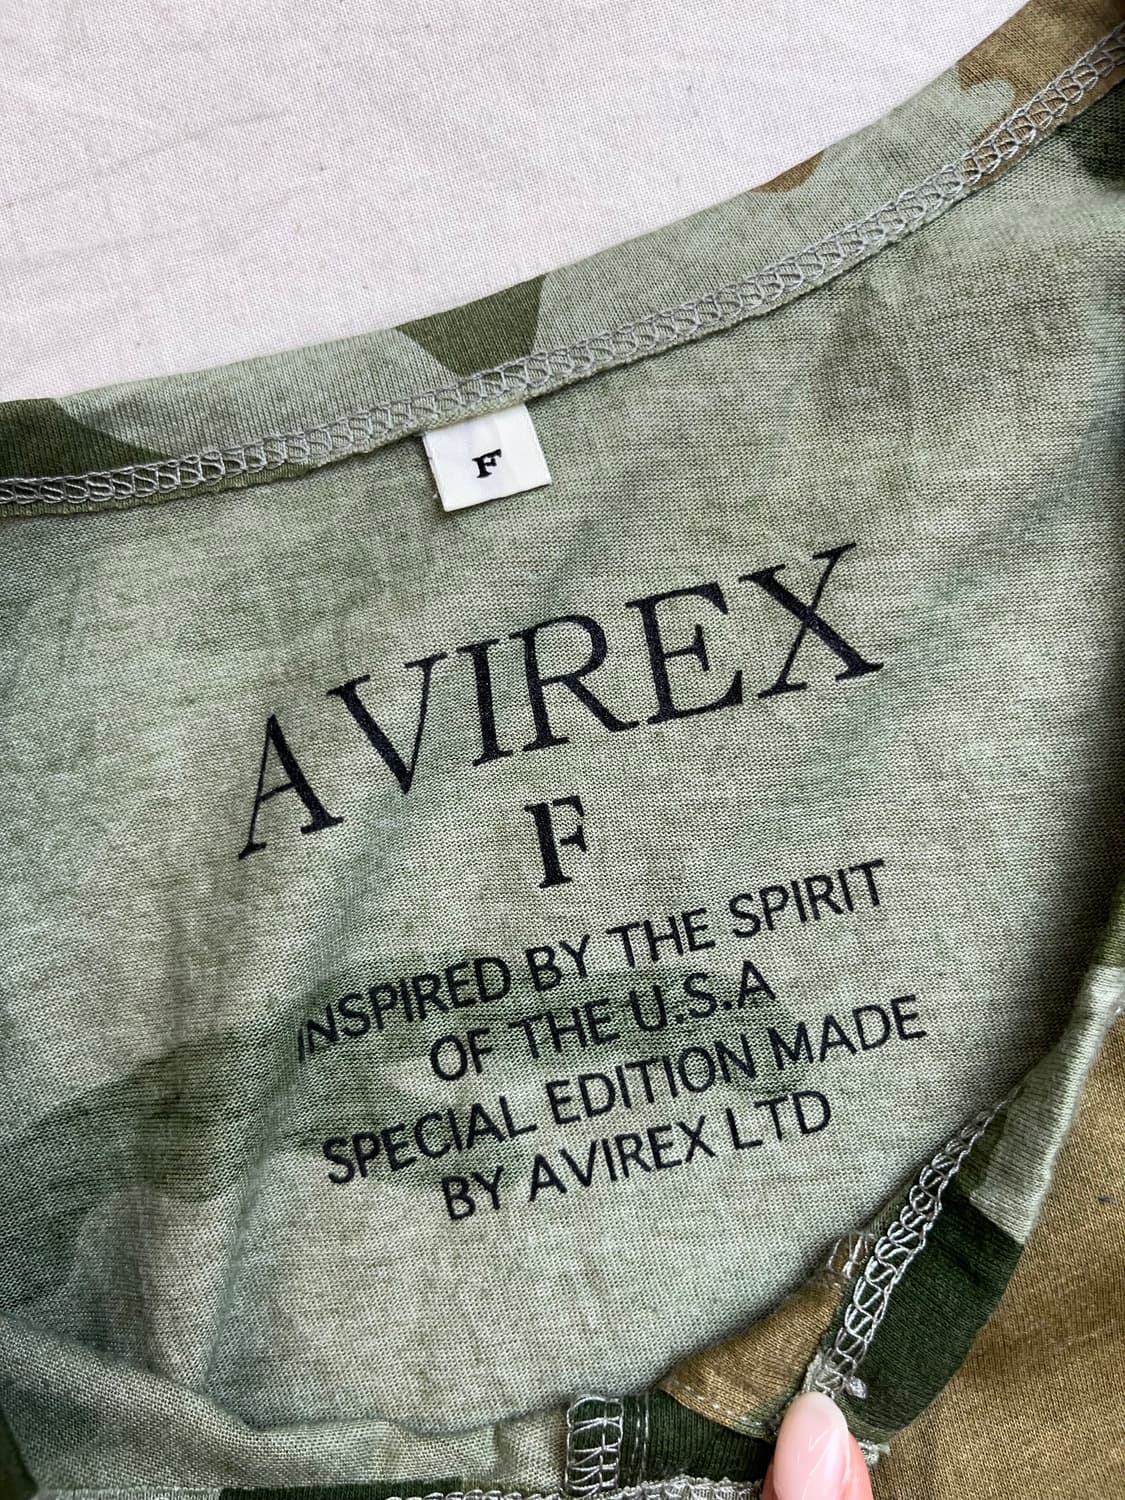 F
AVIREX
F
INSPIRED BY THE SPIRIT
OF THE U.S.A
SPECIAL EDITION MADE
BY AVIREX LTD